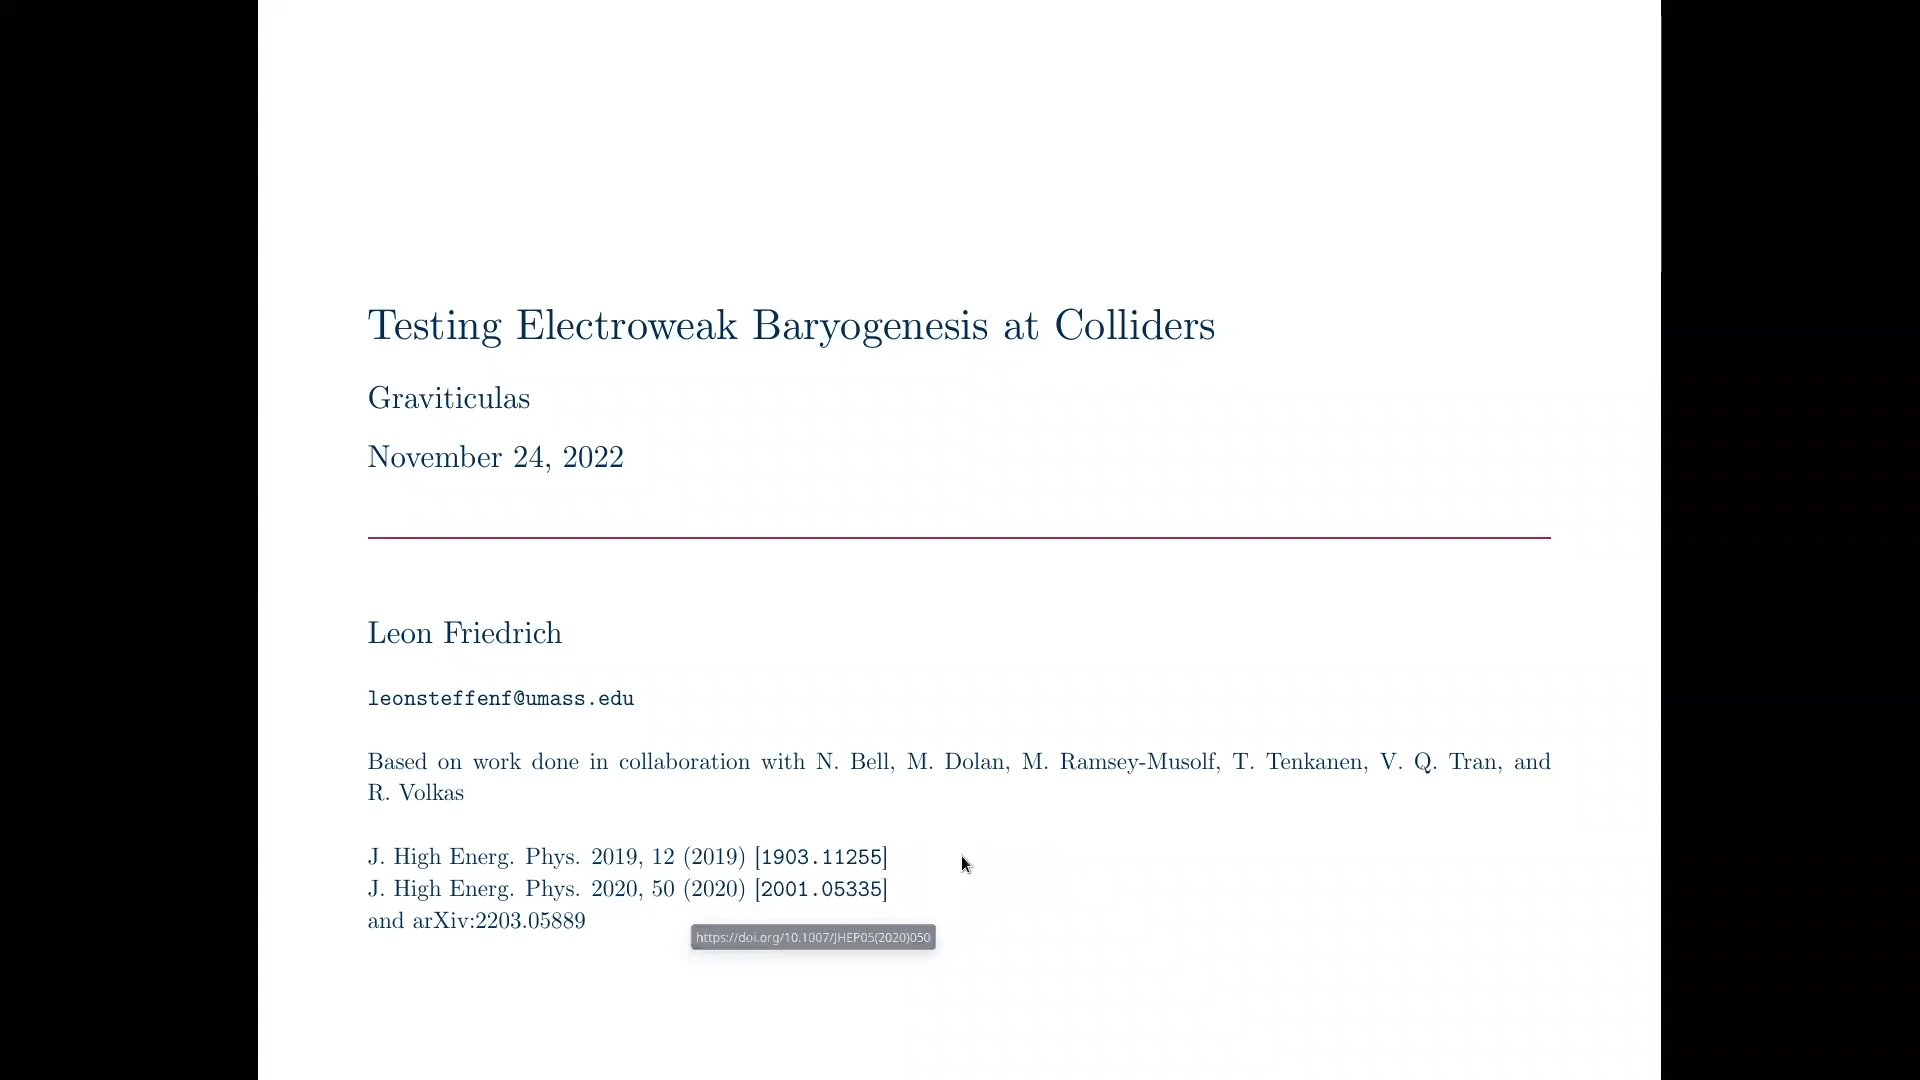 Testing Electroweak Baryogenesis at Colliders
Graviticulas
November 24, 2022
Leon Friedrich
leonsteffenf@umass.edu
Based on work done in collaboration with N. Bell, M. Dolan, M. Ramsey-Musolf, T. Tenkanen, V. Q. Tran, and
R. Volkas
J. High Energ. Phys. 2019, 12 (2019) [1903.11255]
J. High Energ. Phys. 2020, 50 (2020) [2001.05335]
and arXiv:2203.05889
https://doi.org/10.1007/JHEP05(2020)050